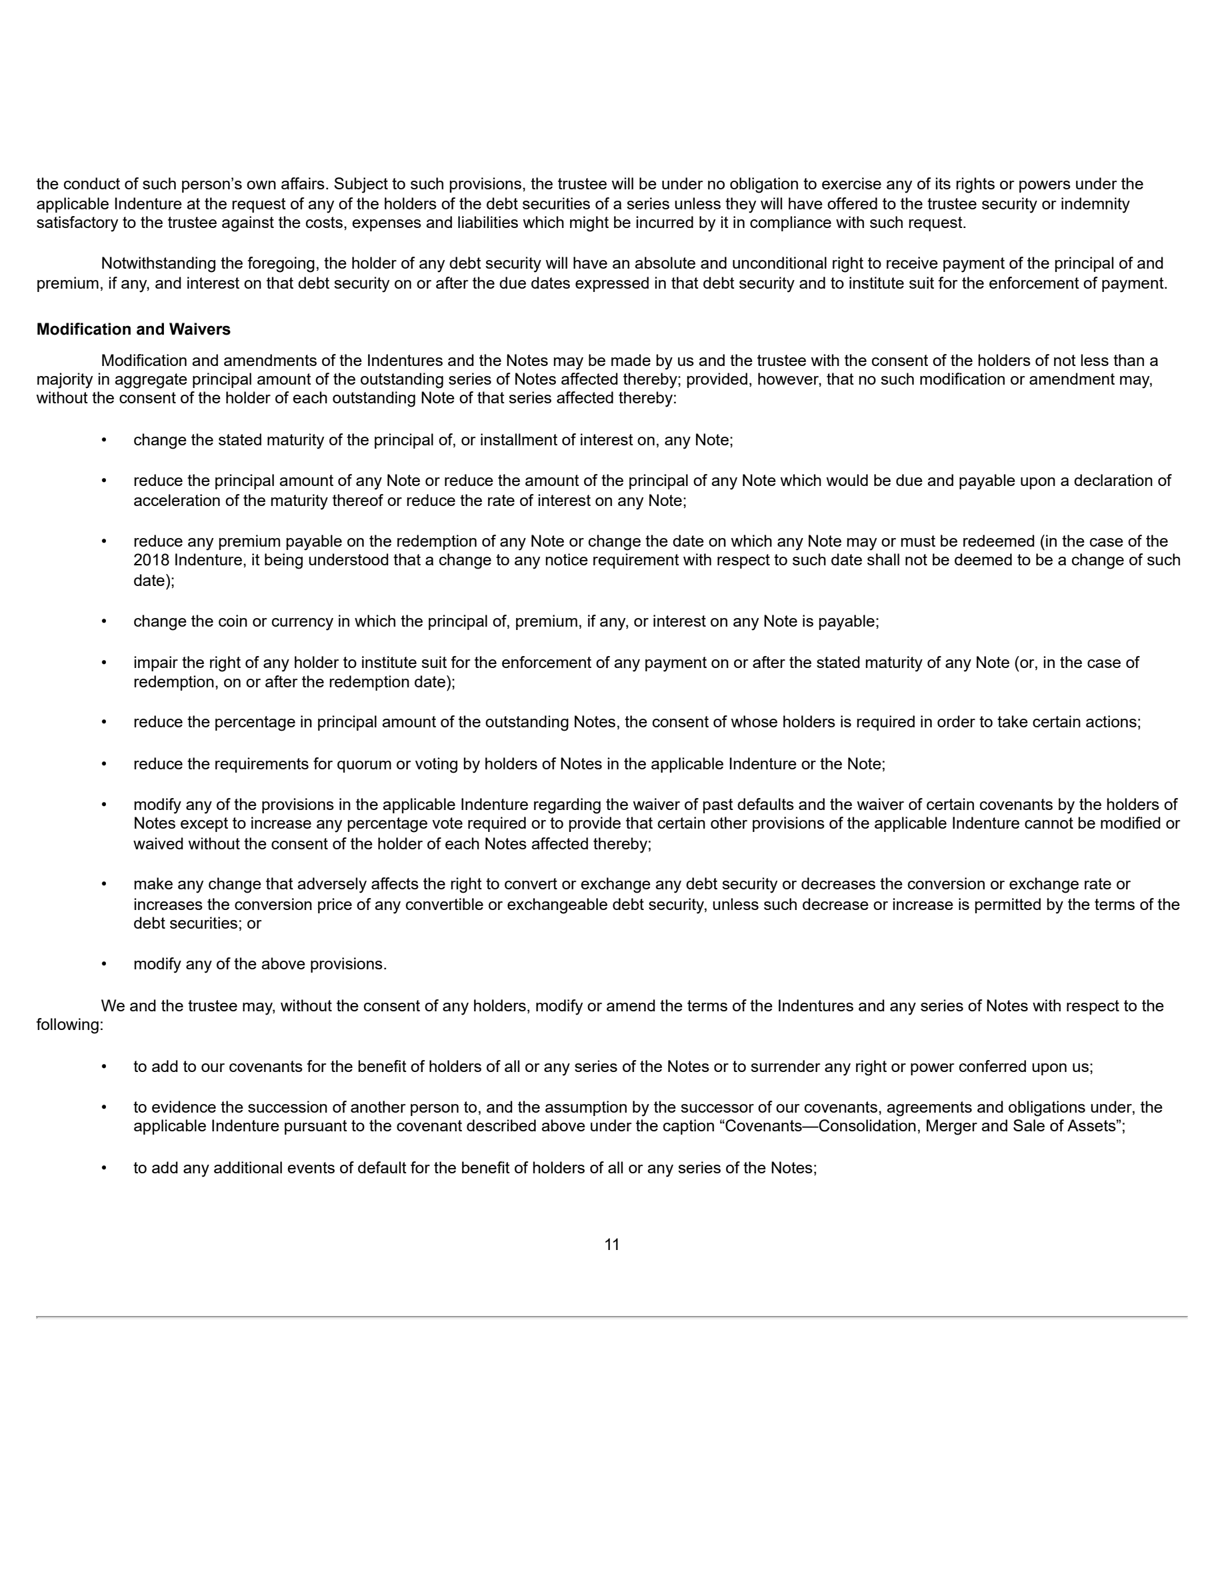 the conduct of such person’s own affairs. Subject to such provisions, the trustee will be under no obligation to exercise any of its rights or powers under the
applicable Indenture at the request of any of the holders of the debt securities of a series unless they will have offered to the trustee security or indemnity
satisfactory to the trustee against the costs, expenses and liabilities which might be incurred by it in compliance with such request.
Notwithstanding the foregoing, the holder of any debt security will have an absolute and unconditional right to receive payment of the principal of and
premium, if any, and interest on that debt security on or after the due dates expressed in that debt security and to institute suit for the enforcement of payment.
Modification and Waivers
Modification and amendments of the Indentures and the Notes may be made by us and the trustee with the consent of the holders of not less than a
majority in aggregate principal amount of the outstanding series of Notes affected thereby; provided, however, that no such modification or amendment may,
without the consent of the holder of each outstanding Note of that series affected thereby:
• change the stated maturity of the principal of, or installment of interest on, any Note;
• reduce the principal amount of any Note or reduce the amount of the principal of any Note which would be due and payable upon a declaration of
acceleration of the maturity thereof or reduce the rate of interest on any Note;
• reduce any premium payable on the redemption of any Note or change the date on which any Note may or must be redeemed (in the case of the
2018 Indenture, it being understood that a change to any notice requirement with respect to such date shall not be deemed to be a change of such
date);
• change the coin or currency in which the principal of, premium, if any, or interest on any Note is payable;
• impair the right of any holder to institute suit for the enforcement of any payment on or after the stated maturity of any Note (or, in the case of
redemption, on or after the redemption date);
• reduce the percentage in principal amount of the outstanding Notes, the consent of whose holders is required in order to take certain actions;
• reduce the requirements for quorum or voting by holders of Notes in the applicable Indenture or the Note;
• modify any of the provisions in the applicable Indenture regarding the waiver of past defaults and the waiver of certain covenants by the holders of
Notes except to increase any percentage vote required or to provide that certain other provisions of the applicable Indenture cannot be modified or
waived without the consent of the holder of each Notes affected thereby;
• make any change that adversely affects the right to convert or exchange any debt security or decreases the conversion or exchange rate or
increases the conversion price of any convertible or exchangeable debt security, unless such decrease or increase is permitted by the terms of the
debt securities; or
• modify any of the above provisions.
We and the trustee may, without the consent of any holders, modify or amend the terms of the Indentures and any series of Notes with respect to the
following:
• to add to our covenants for the benefit of holders of all or any series of the Notes or to surrender any right or power conferred upon us;
• to evidence the succession of another person to, and the assumption by the successor of our covenants, agreements and obligations under, the
applicable Indenture pursuant to the covenant described above under the caption “Covenants—Consolidation, Merger and Sale of Assets”;
• to add any additional events of default for the benefit of holders of all or any series of the Notes;
11